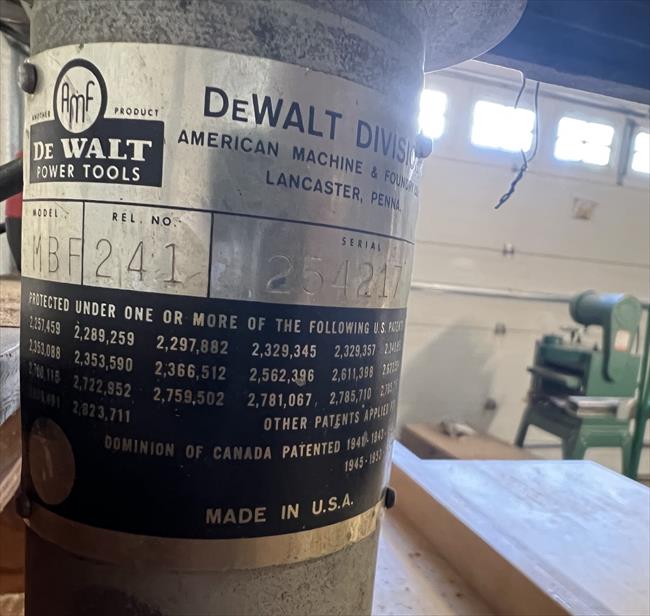 AMF
ANOTHER PRODUCT
DE WALT
POWER TOOLS
DEWALT DIVISION
AMERICAN MACHINE & FOUNDRY
LANCASTER, PENNA.
MODEL REL. NO. SERIAL
MBF 241 254217
PROTECTED UNDER ONE OR MORE OF THE FOLLOWING U.S. PATENTS
2,257,459 2,289,259 2,297,882 2,329,345 2,329,357
2,353,088 2,353,590 2,366,512 2,562,396 2,611,398
2,722,952 2,759,502 2,781,067 2,785,710
2,823,711 OTHER PATENTS APPLIED
DOMINION OF CANADA PATENTED
MADE IN U.S.A.